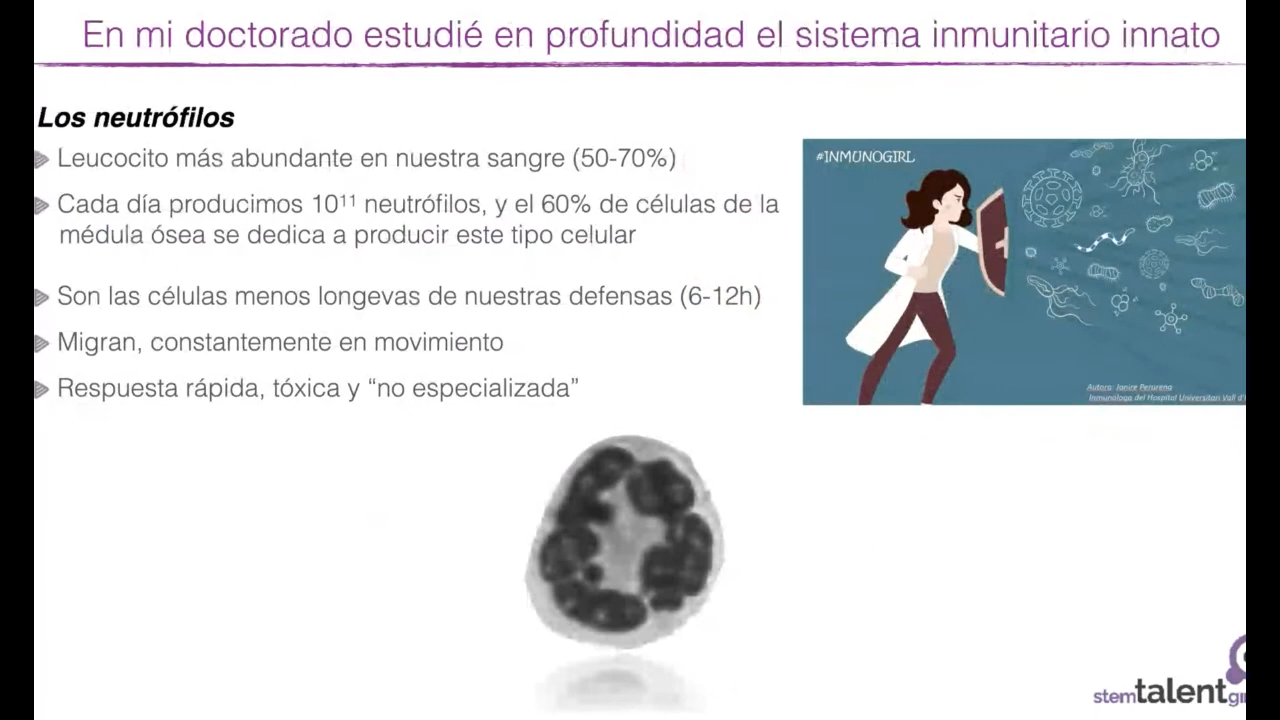 En mi doctorado estudié en profundidad el sistema inmunitario innato
Los neutrófilos
Leucocito más abundante en nuestra sangre (50-70%)
Cada día producimos 10¹¹ neutrófilos, y el 60% de células de la
médula ósea se dedica a producir este tipo celular
Son las células menos longevas de nuestras defensas (6-12h)
Migran, constantemente en movimiento
Respuesta rápida, tóxica y “no especializada”
#INMUNOGIRL
Autora: Janire Perurena
Inmunóloga del Hospital Universitari Vall d'
stemtalent